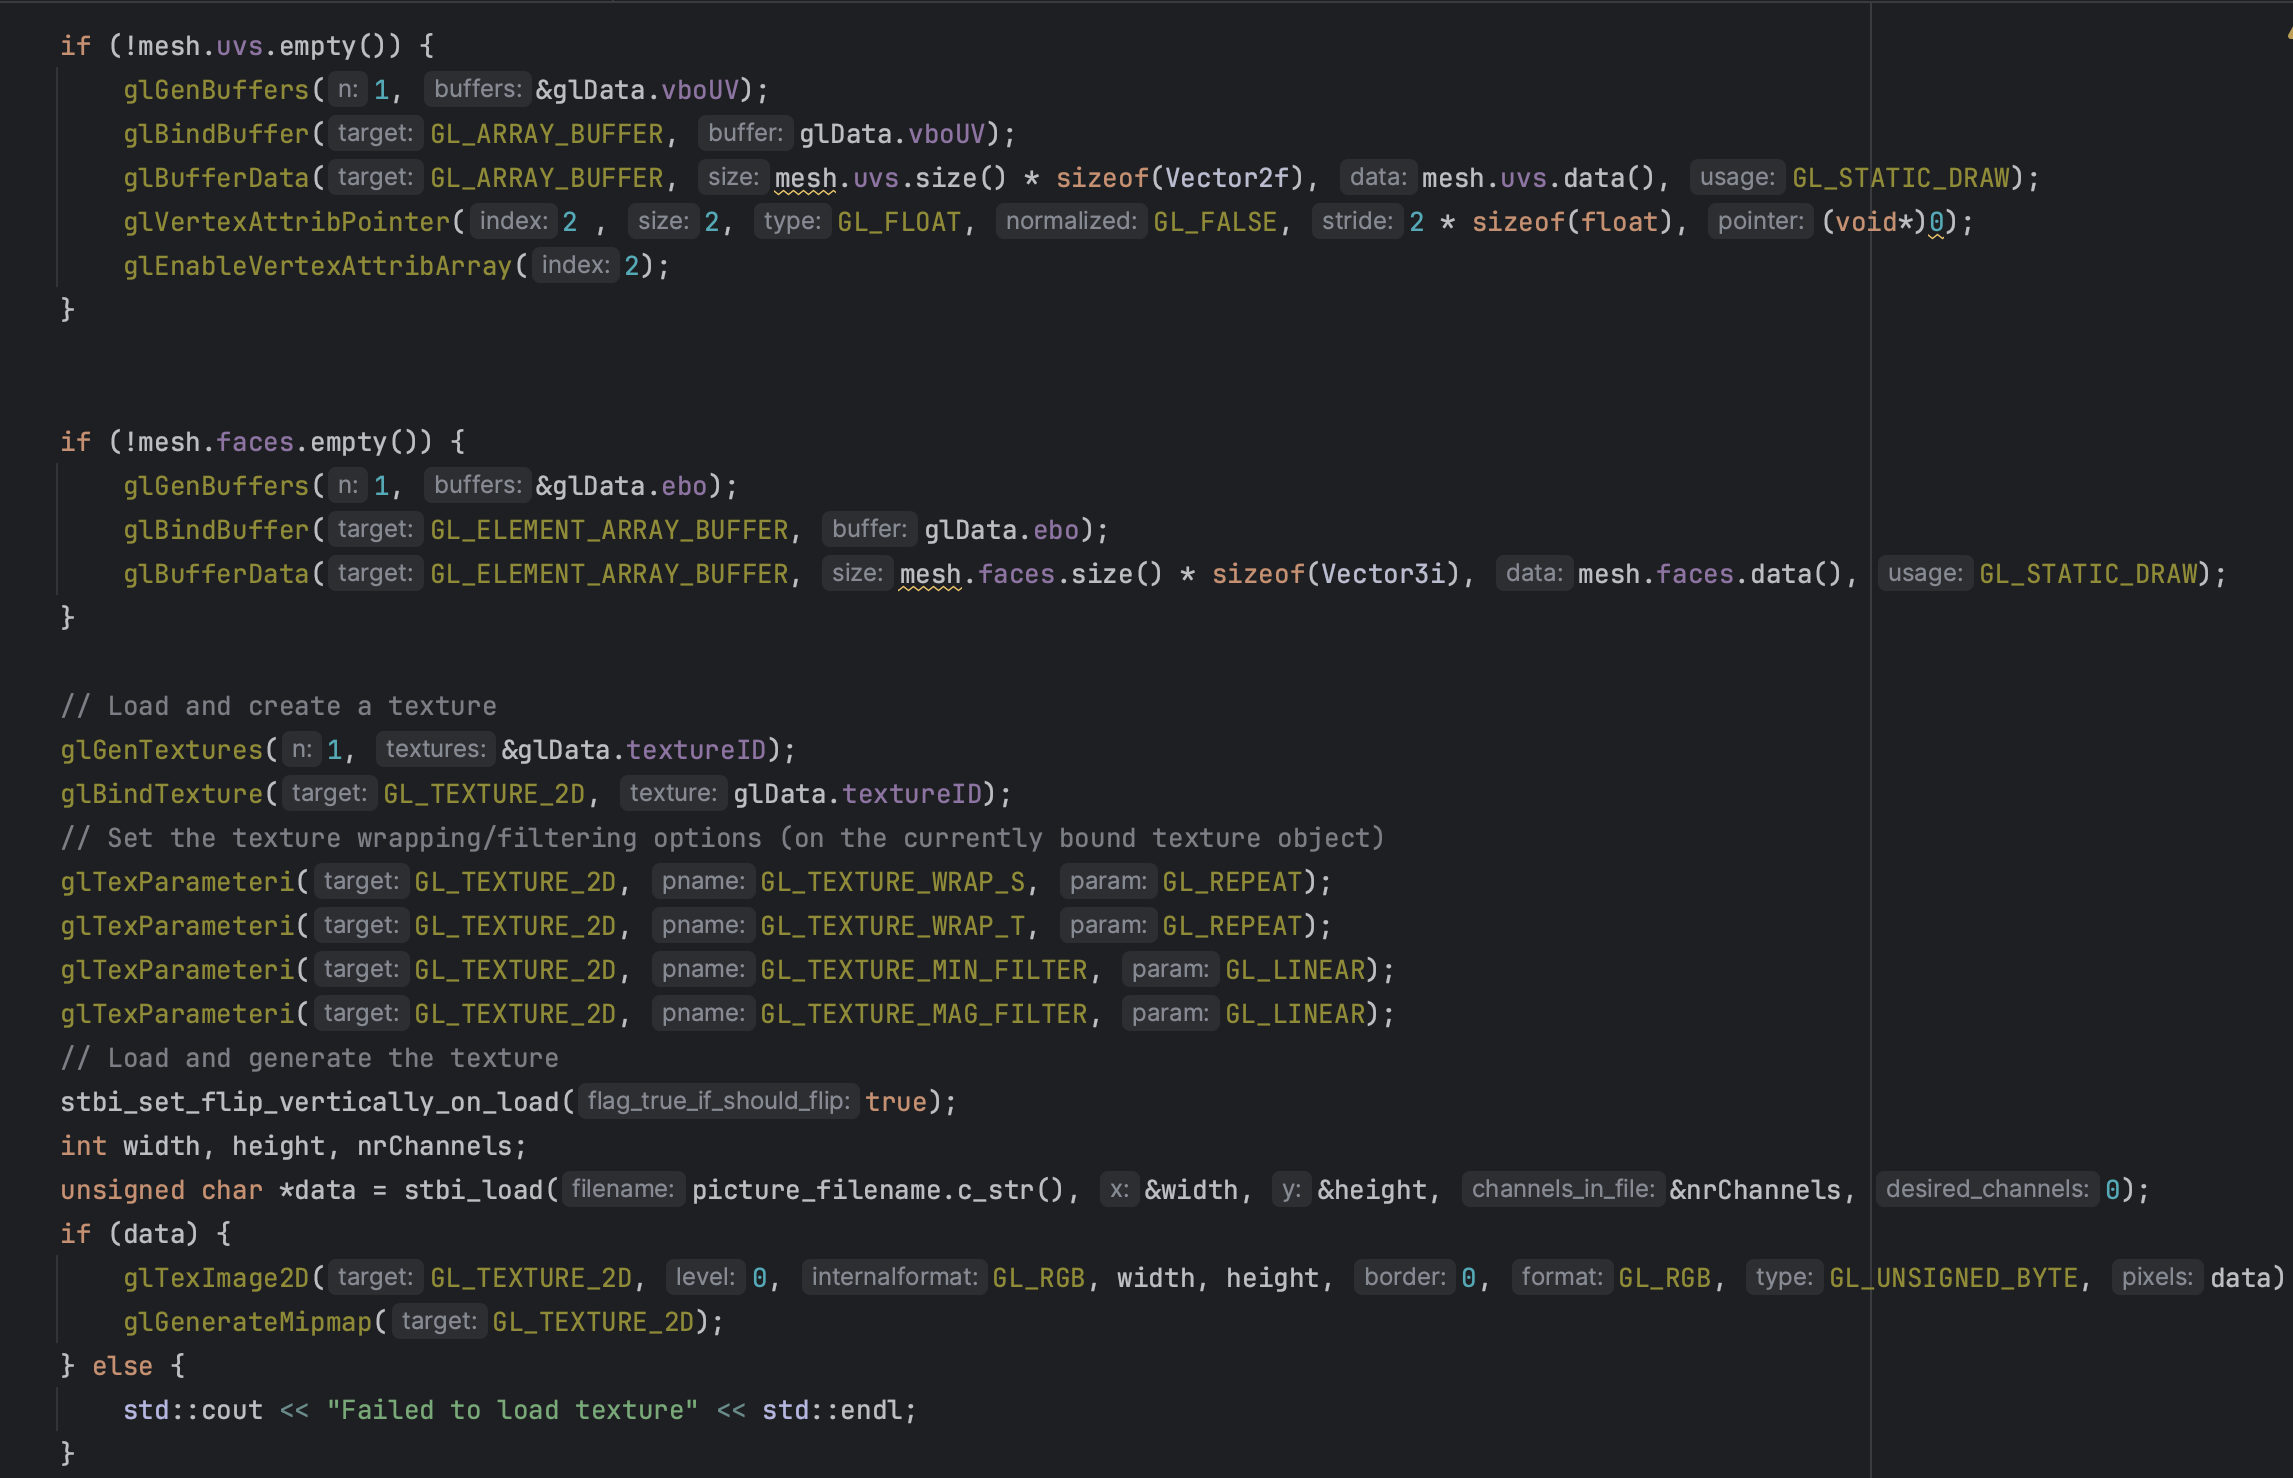 if (!mesh.uvs.empty()) {
glGenBuffers( n: 1, buffers: &glData.vboUV);
glBindBuffer( target: GL_ARRAY_BUFFER, buffer: glData.vboUV);
glBufferData( target: GL_ARRAY_BUFFER, size: mesh.uvs.size() * sizeof(Vector2f), data: mesh.uvs.data(), usage: GL_STATIC_DRAW);
glVertexAttribPointer( index: 2 , size: 2, type: GL_FLOAT, normalized: GL_FALSE, stride: 2 * sizeof(float), pointer: (void*)0);
glEnableVertexAttribArray( index: 2);
}
if (!mesh.faces.empty()) {
glGenBuffers( n: 1, buffers: &glData.ebo);
glBindBuffer( target: GL_ELEMENT_ARRAY_BUFFER, buffer: glData.ebo);
glBufferData( target: GL_ELEMENT_ARRAY_BUFFER, size: mesh.faces.size() * sizeof(Vector3i), data: mesh.faces.data(), usage: GL_STATIC_DRAW);
}
// Load and create a texture
glGenTextures( n: 1, textures: &glData.textureID);
glBindTexture( target: GL_TEXTURE_2D, texture: glData.textureID);
// Set the texture wrapping/filtering options (on the currently bound texture object)
glTexParameteri( target: GL_TEXTURE_2D, pname: GL_TEXTURE_WRAP_S, param: GL_REPEAT);
glTexParameteri( target: GL_TEXTURE_2D, pname: GL_TEXTURE_WRAP_T, param: GL_REPEAT);
glTexParameteri( target: GL_TEXTURE_2D, pname: GL_TEXTURE_MIN_FILTER, param: GL_LINEAR);
glTexParameteri( target: GL_TEXTURE_2D, pname: GL_TEXTURE_MAG_FILTER, param: GL_LINEAR);
// Load and generate the texture
stbi_set_flip_vertically_on_load( flag_true_if_should_flip: true);
int width, height, nrChannels;
unsigned char *data = stbi_load( filename: picture_filename.c_str(), x: &width, y: &height, channels_in_file: &nrChannels, desired_channels: 0);
if (data) {
glTexImage2D( target: GL_TEXTURE_2D, level: 0, internalformat: GL_RGB, width, height, border: 0, format: GL_RGB, type: GL_UNSIGNED_BYTE, pixels: data)
glGenerateMipmap( target: GL_TEXTURE_2D);
} else {
std::cout << "Failed to load texture" << std::endl;
}